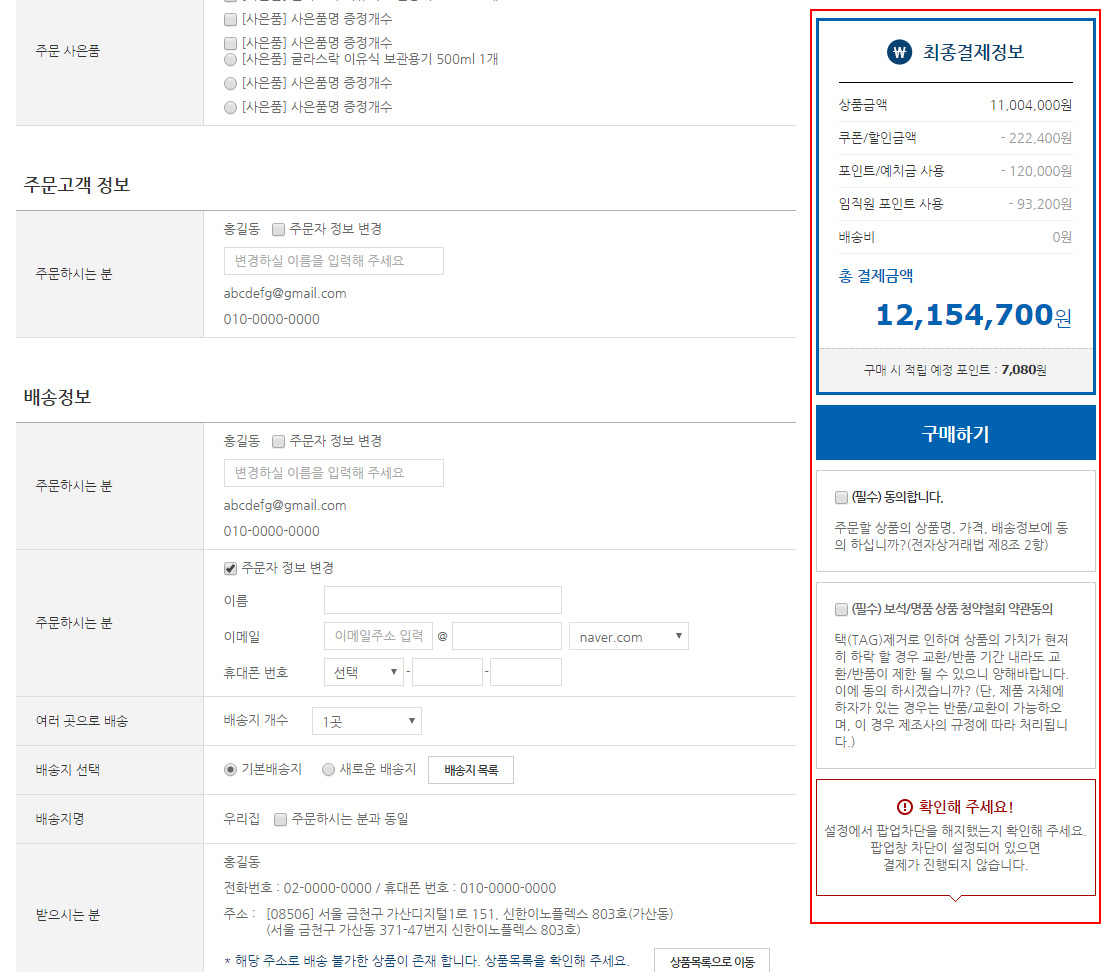 주문 사은품
[사은품] 사은품명 증정개수
[사은품] 사은품명 증정개수
[사은품] 글라스락 이유식 보관용기 500ml 1개
[사은품] 사은품명 증정개수
[사은품] 사은품명 증정개수
주문고객 정보
주문하시는 분
홍길동 주문자 정보 변경
변경하실 이름을 입력해 주세요
abcdefg@gmail.com
010-0000-0000
배송정보
주문하시는 분
홍길동 주문자 정보 변경
변경하실 이름을 입력해 주세요
abcdefg@gmail.com
010-0000-0000
주문하시는 분
주문자 정보 변경
이름
이메일 이메일주소 입력 @ naver.com
휴대폰 번호 선택 - -
여러 곳으로 배송 배송지 개수 1곳
배송지 선택 기본배송지 새로운 배송지 배송지 목록
배송지명 우리집 주문하시는 분과 동일
받으시는 분
홍길동
전화번호 : 02-0000-0000 / 휴대폰 번호 : 010-0000-0000
주소 : [08506] 서울 금천구 가산디지털1로 151, 신한이노플렉스 803호(가산동)
(서울 금천구 가산동 371-47번지 신한이노플렉스 803호)
* 해당 주소로 배송 불가한 상품이 존재 합니다. 상품목록을 확인해 주세요. 상품목록으로 이동
₩ 최종결제정보
상품금액 11,004,000원
쿠폰/할인금액 - 222,400원
포인트/예치금 사용 - 120,000원
임직원 포인트 사용 - 93,200원
배송비 0원
총 결제금액
12,154,700원
구매 시 적립 예정 포인트 : 7,080원
구매하기
(필수) 동의합니다.
주문할 상품의 상품명, 가격, 배송정보에 동
의 하십니까?(전자상거래법 제8조 2항)
(필수) 보석/명품 상품 청약철회 약관동의
택(TAG)제거로 인하여 상품의 가치가 현저
히 하락 할 경우 교환/반품 기간 내라도 교
환/반품이 제한 될 수 있으니 양해바랍니다.
이에 동의 하시겠습니까? (단, 제품 자체에
하자가 있는 경우는 반품/교환이 가능하오
며, 이 경우 제조사의 규정에 따라 처리됩니
다.)
확인해 주세요!
설정에서 팝업차단을 해지했는지 확인해 주세요.
팝업창 차단이 설정되어 있으면
결제가 진행되지 않습니다.